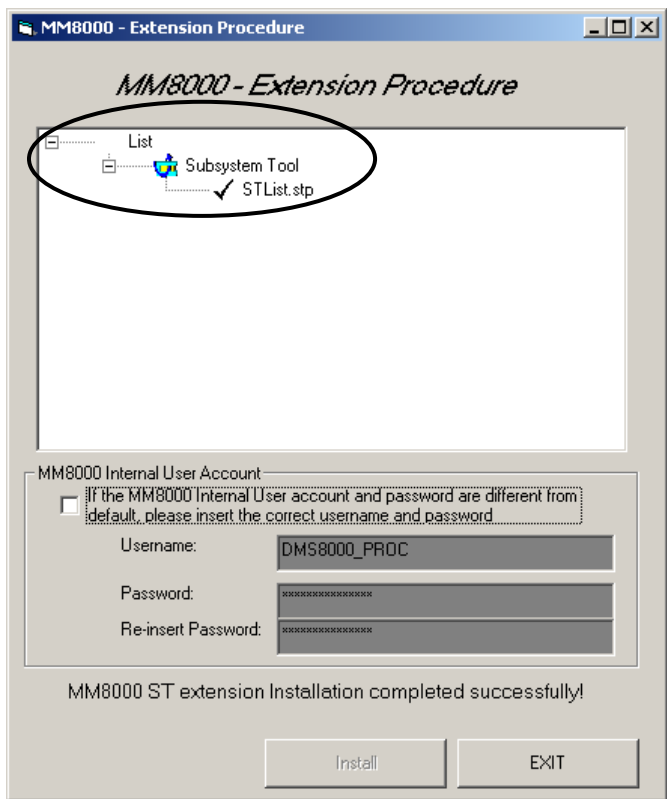 MM8000 - Extension Procedure
MM8000 - Extension Procedure
List
Subsystem Tool
STList.stp
MM8000 Internal User Account
If the MM8000 Internal User account and password are different from
default, please insert the correct username and password
Username:
DMS8000_PROC
Password:
×××××××××××××××
Re-insert Password:
×××××××××××××××
MM8000 ST extension Installation completed successfully!
Install
EXIT